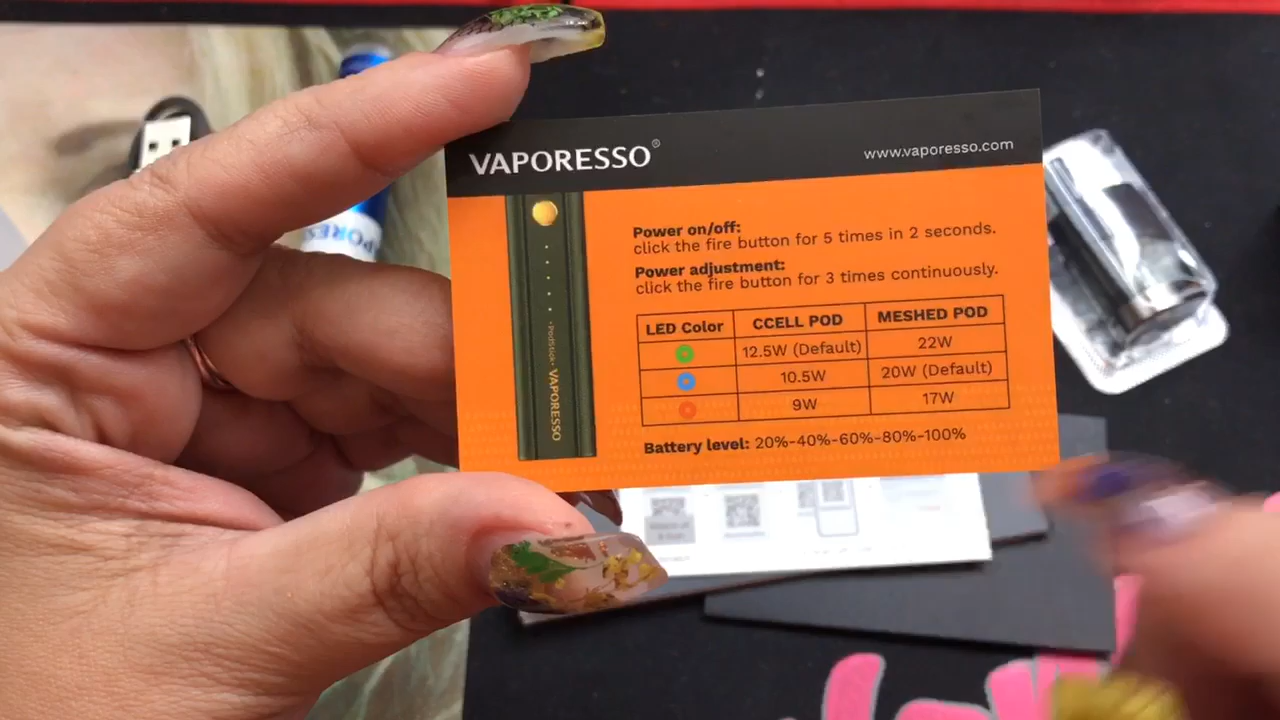 VAPORESSO®
www.vaporesso.com
Power on/off:
click the fire button for 5 times in 2 seconds.
Power adjustment:
click the fire button for 3 times continuously.
LED Color CCELL POD MESHED POD
12.5W (Default) 22W
10.5W 20W (Default)
9W 17W
Battery level: 20%-40%-60%-80%-100%
•PodStick• VAPORESSO